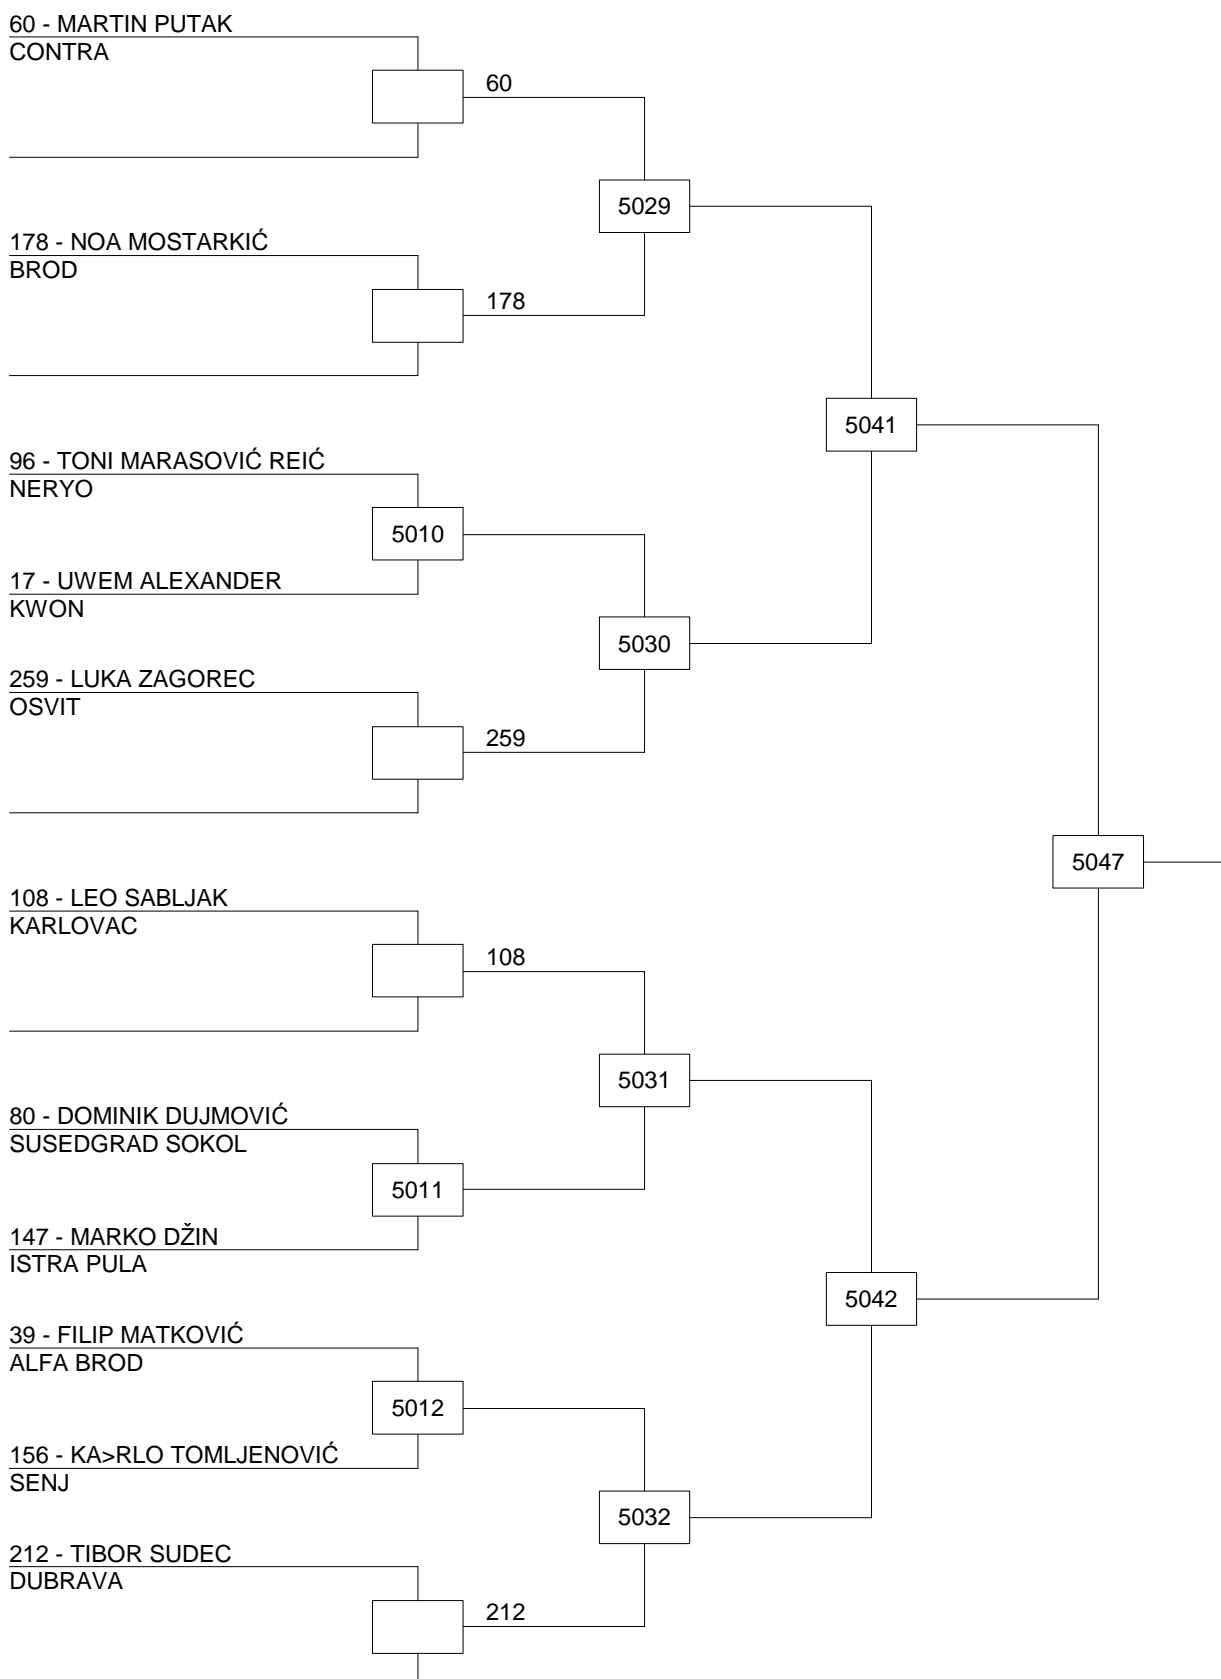 60 - MARTIN PUTAK
CONTRA
60
5029
178 - NOA MOSTARKIĆ
BROD
178
5041
96 - TONI MARASOVIĆ REIĆ
NERYO
5010
17 - UWEM ALEXANDER
KWON
5030
259 - LUKA ZAGOREC
OSVIT
259
5047
108 - LEO SABLJAK
KARLOVAC
108
5031
80 - DOMINIK DUJMOVIĆ
SUSEDGRAD SOKOL
5011
147 - MARKO DŽIN
ISTRA PULA
5042
39 - FILIP MATKOVIĆ
ALFA BROD
5012
156 - KA>RLO TOMLJENOVIĆ
SENJ
5032
212 - TIBOR SUDEC
DUBRAVA
212